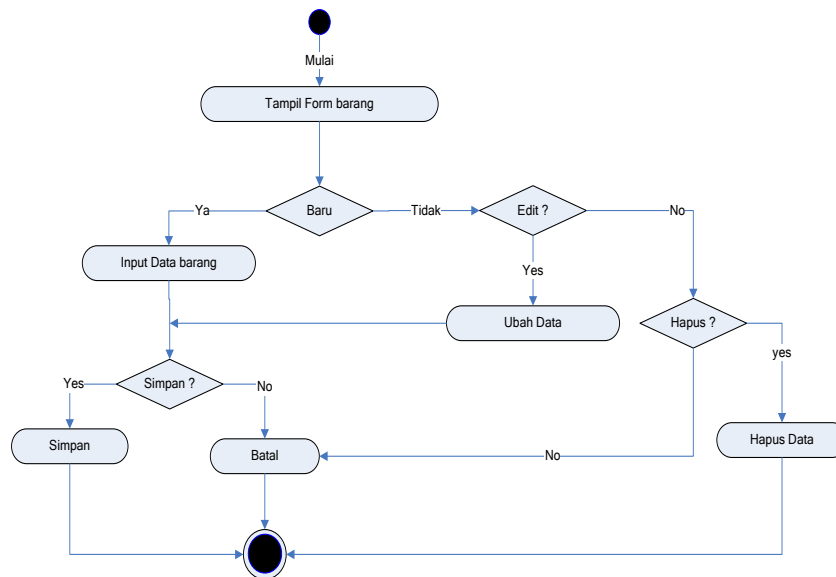 Mulai
Tampil Form barang
Baru
Ya
Tidak
Edit ?
No
Input Data barang
Yes
Ubah Data
Hapus ?
yes
Simpan ?
Yes
No
Simpan
Batal
No
Hapus Data